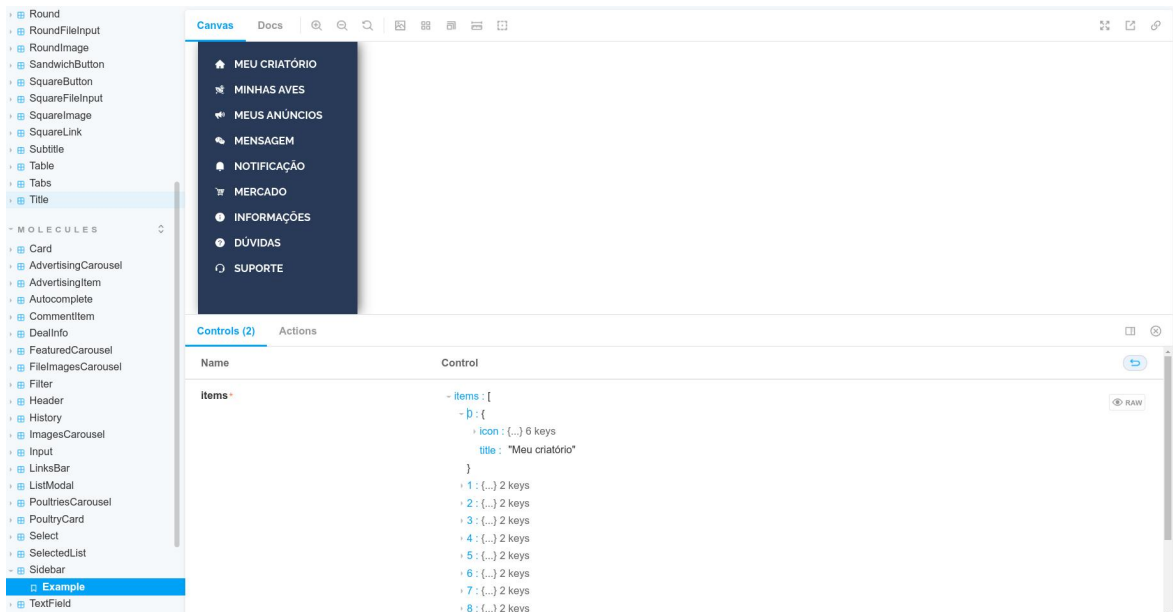 Round
RoundFileInput
RoundImage
SandwichButton
SquareButton
SquareFileInput
SquareImage
SquareLink
Subtitle
Table
Tabs
Title
MOLECULES
Card
AdvertisingCarousel
AdvertisingItem
Autocomplete
CommentItem
DealInfo
FeaturedCarousel
FileImagesCarousel
Filter
Header
History
ImagesCarousel
Input
LinksBar
ListModal
PoultriesCarousel
PoultryCard
Select
SelectedList
Sidebar
Example
TextField
Canvas Docs
MEU CRIATÓRIO
MINHAS AVES
MEUS ANÚNCIOS
MENSAGEM
NOTIFICAÇÃO
MERCADO
INFORMAÇÕES
DÚVIDAS
SUPORTE
Controls (2) Actions
Name Control
items* items : [
RAW
0 : {
icon : {...} 6 keys
title : "Meu criatório"
}
1 : {...} 2 keys
2 : {...} 2 keys
3 : {...} 2 keys
4 : {...} 2 keys
5 : {...} 2 keys
6 : {...} 2 keys
7 : {...} 2 keys
8 : {...} 2 keys